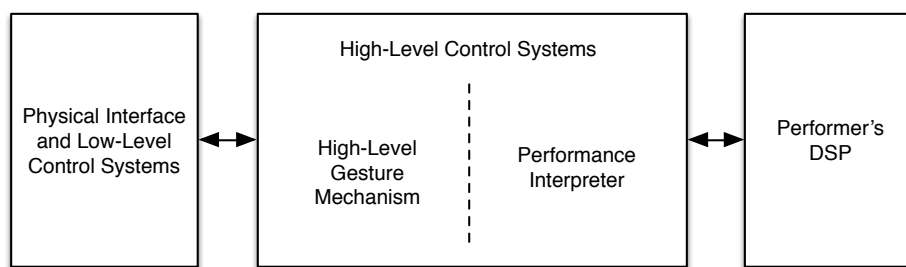 High-Level Control Systems
Physical Interface
and Low-Level
Control Systems
High-Level
Gesture
Mechanism
Performance
Interpreter
Performer’s
DSP